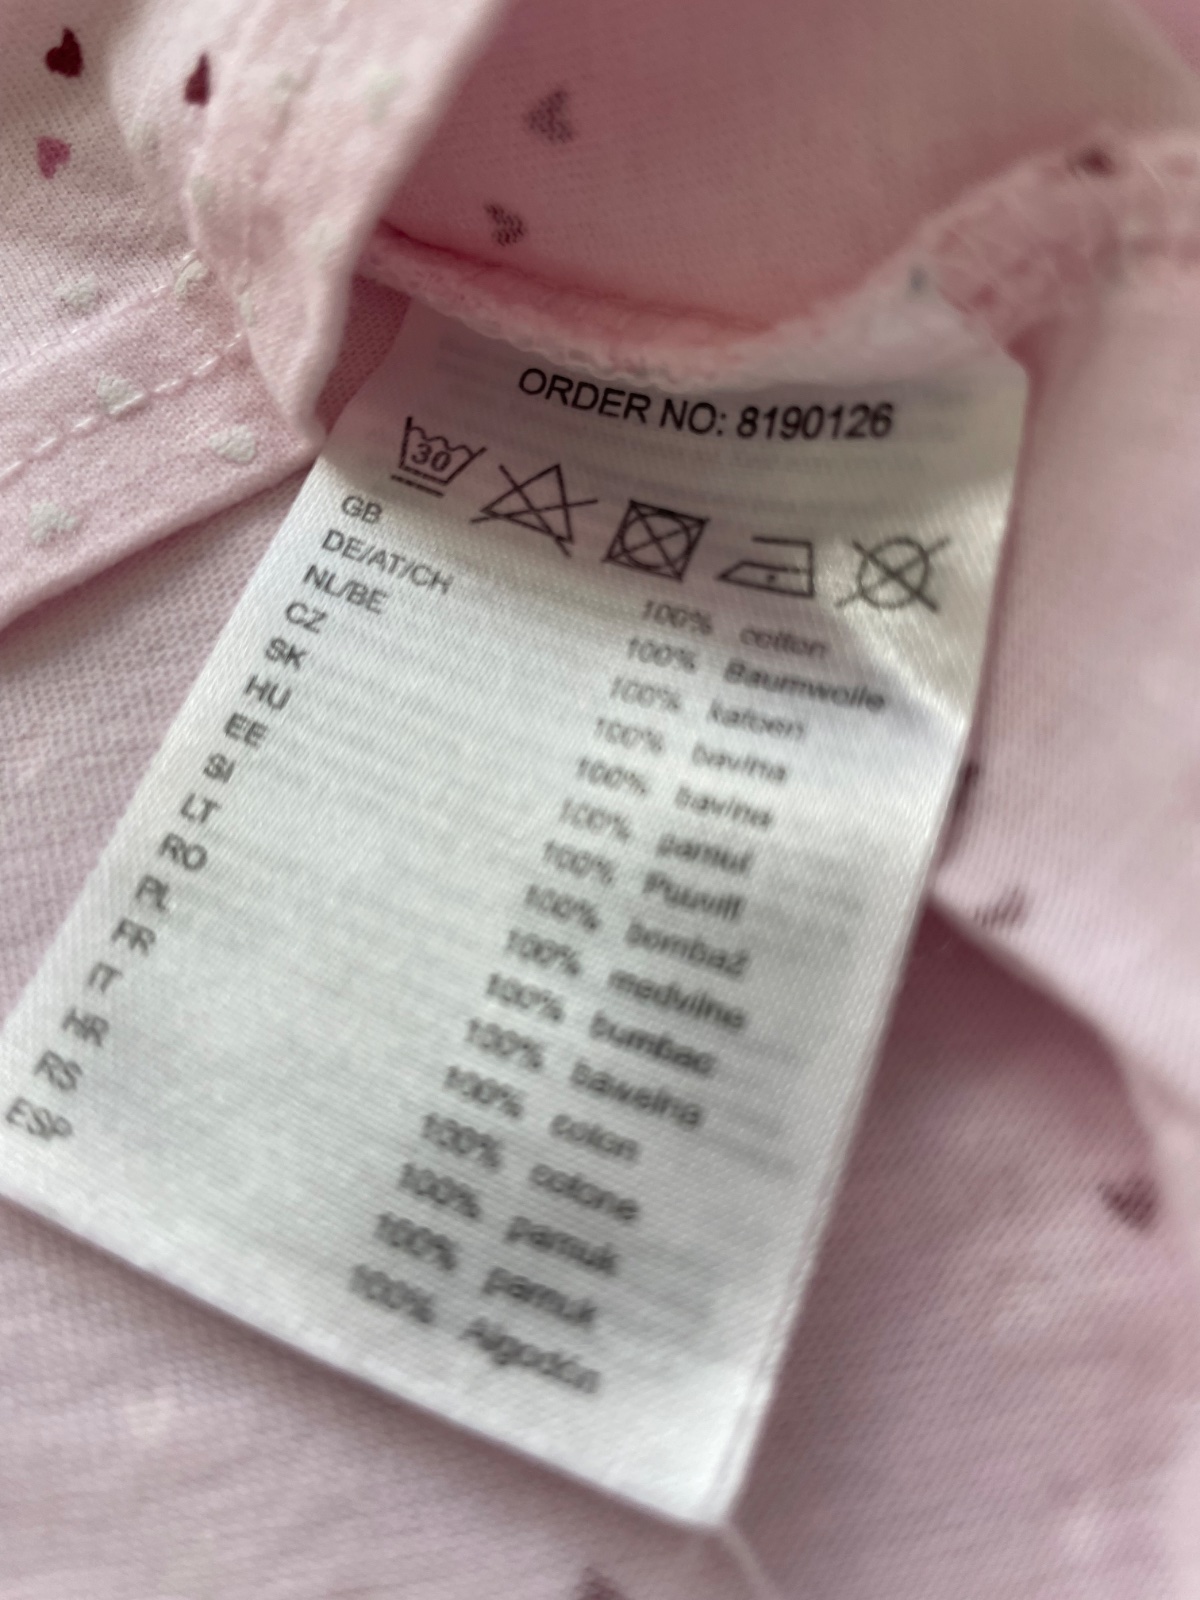 ORDER NO: 8190126
30
GB 100% cotton
DE/AT/CH 100% Baumwolle
NL/BE 100% katoen
CZ 100% bavlna
SK 100% bavlna
HU 100% pamut
EE 100% Puuvill
SI 100% bombaž
LT 100% medvilne
RO 100% bumbac
PL 100% bawelna
FR 100% coton
IT 100% cotone
HR 100% pamuk
RS 100% pamuk
ESP 100% Algodón